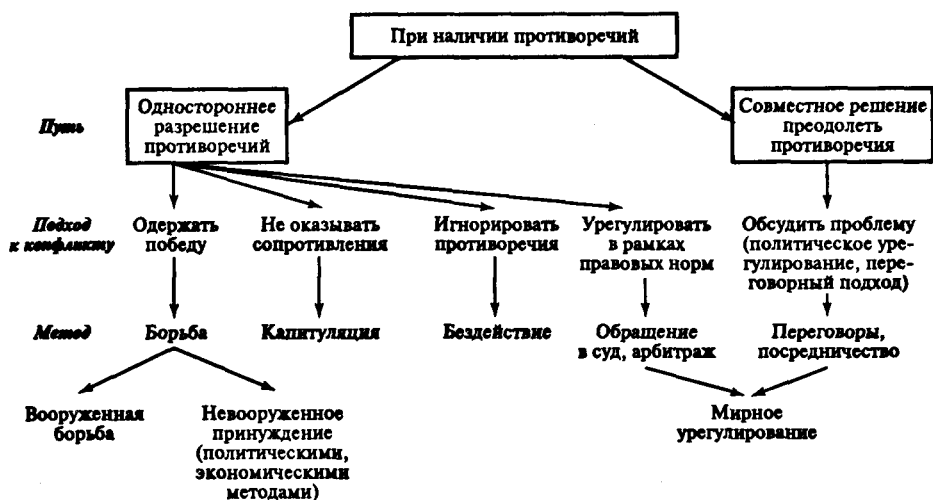 При наличии противоречий
Путь
Одностороннее
разрешение
противоречий
Совместное решение
преодолеть
противоречия
Подход
к конфликту
Одержать
победу
Не оказывать
сопротивления
Игнорировать
противоречия
Урегулировать
в рамках
правовых норм
Обсудить проблему
(политическое уре-
гулирование, пере-
говорный подход)
Метод
Борьба
Капитуляция
Бездействие
Обращение
в суд, арбитраж
Переговоры,
посредничество
Вооруженная
борьба
Невооруженное
принуждение
(политическими,
экономическими
методами)
Мирное
урегулирование